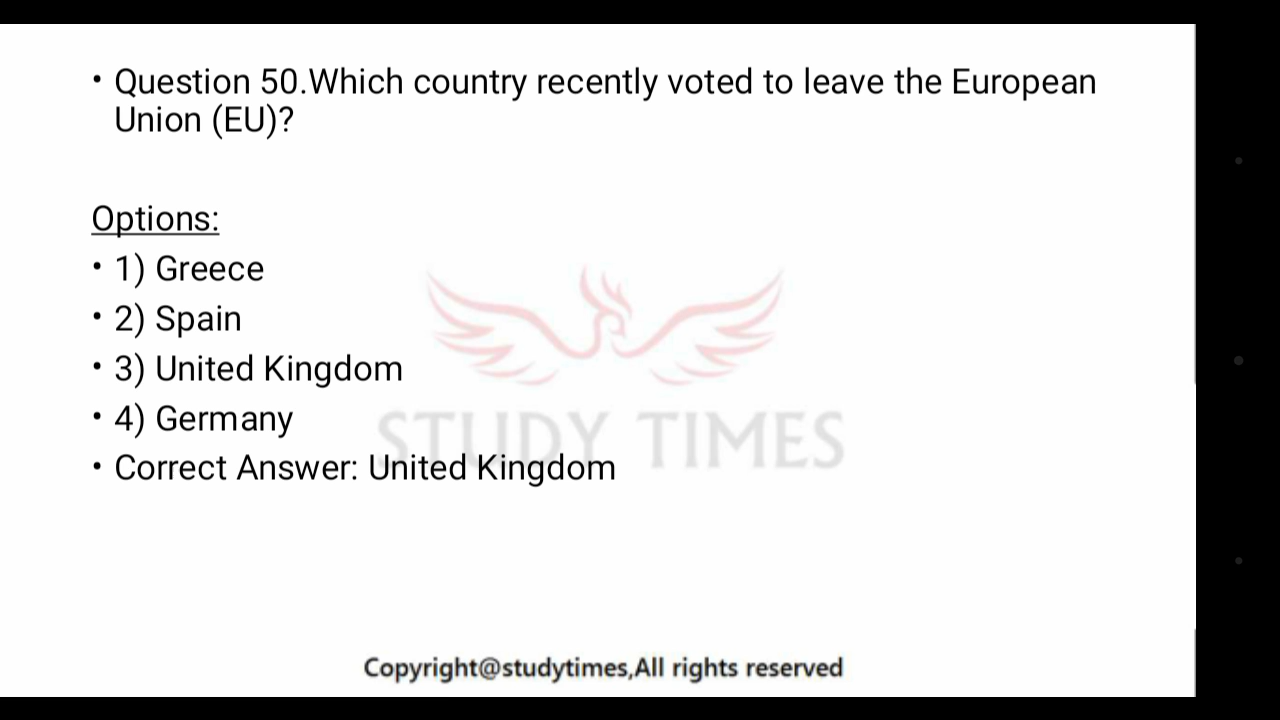 • Question 50.Which country recently voted to leave the European
Union (EU)?
Options:
• 1) Greece
• 2) Spain
• 3) United Kingdom
• 4) Germany
• Correct Answer: United Kingdom
STUDY TIMES
Copyright@studytimes,All rights reserved